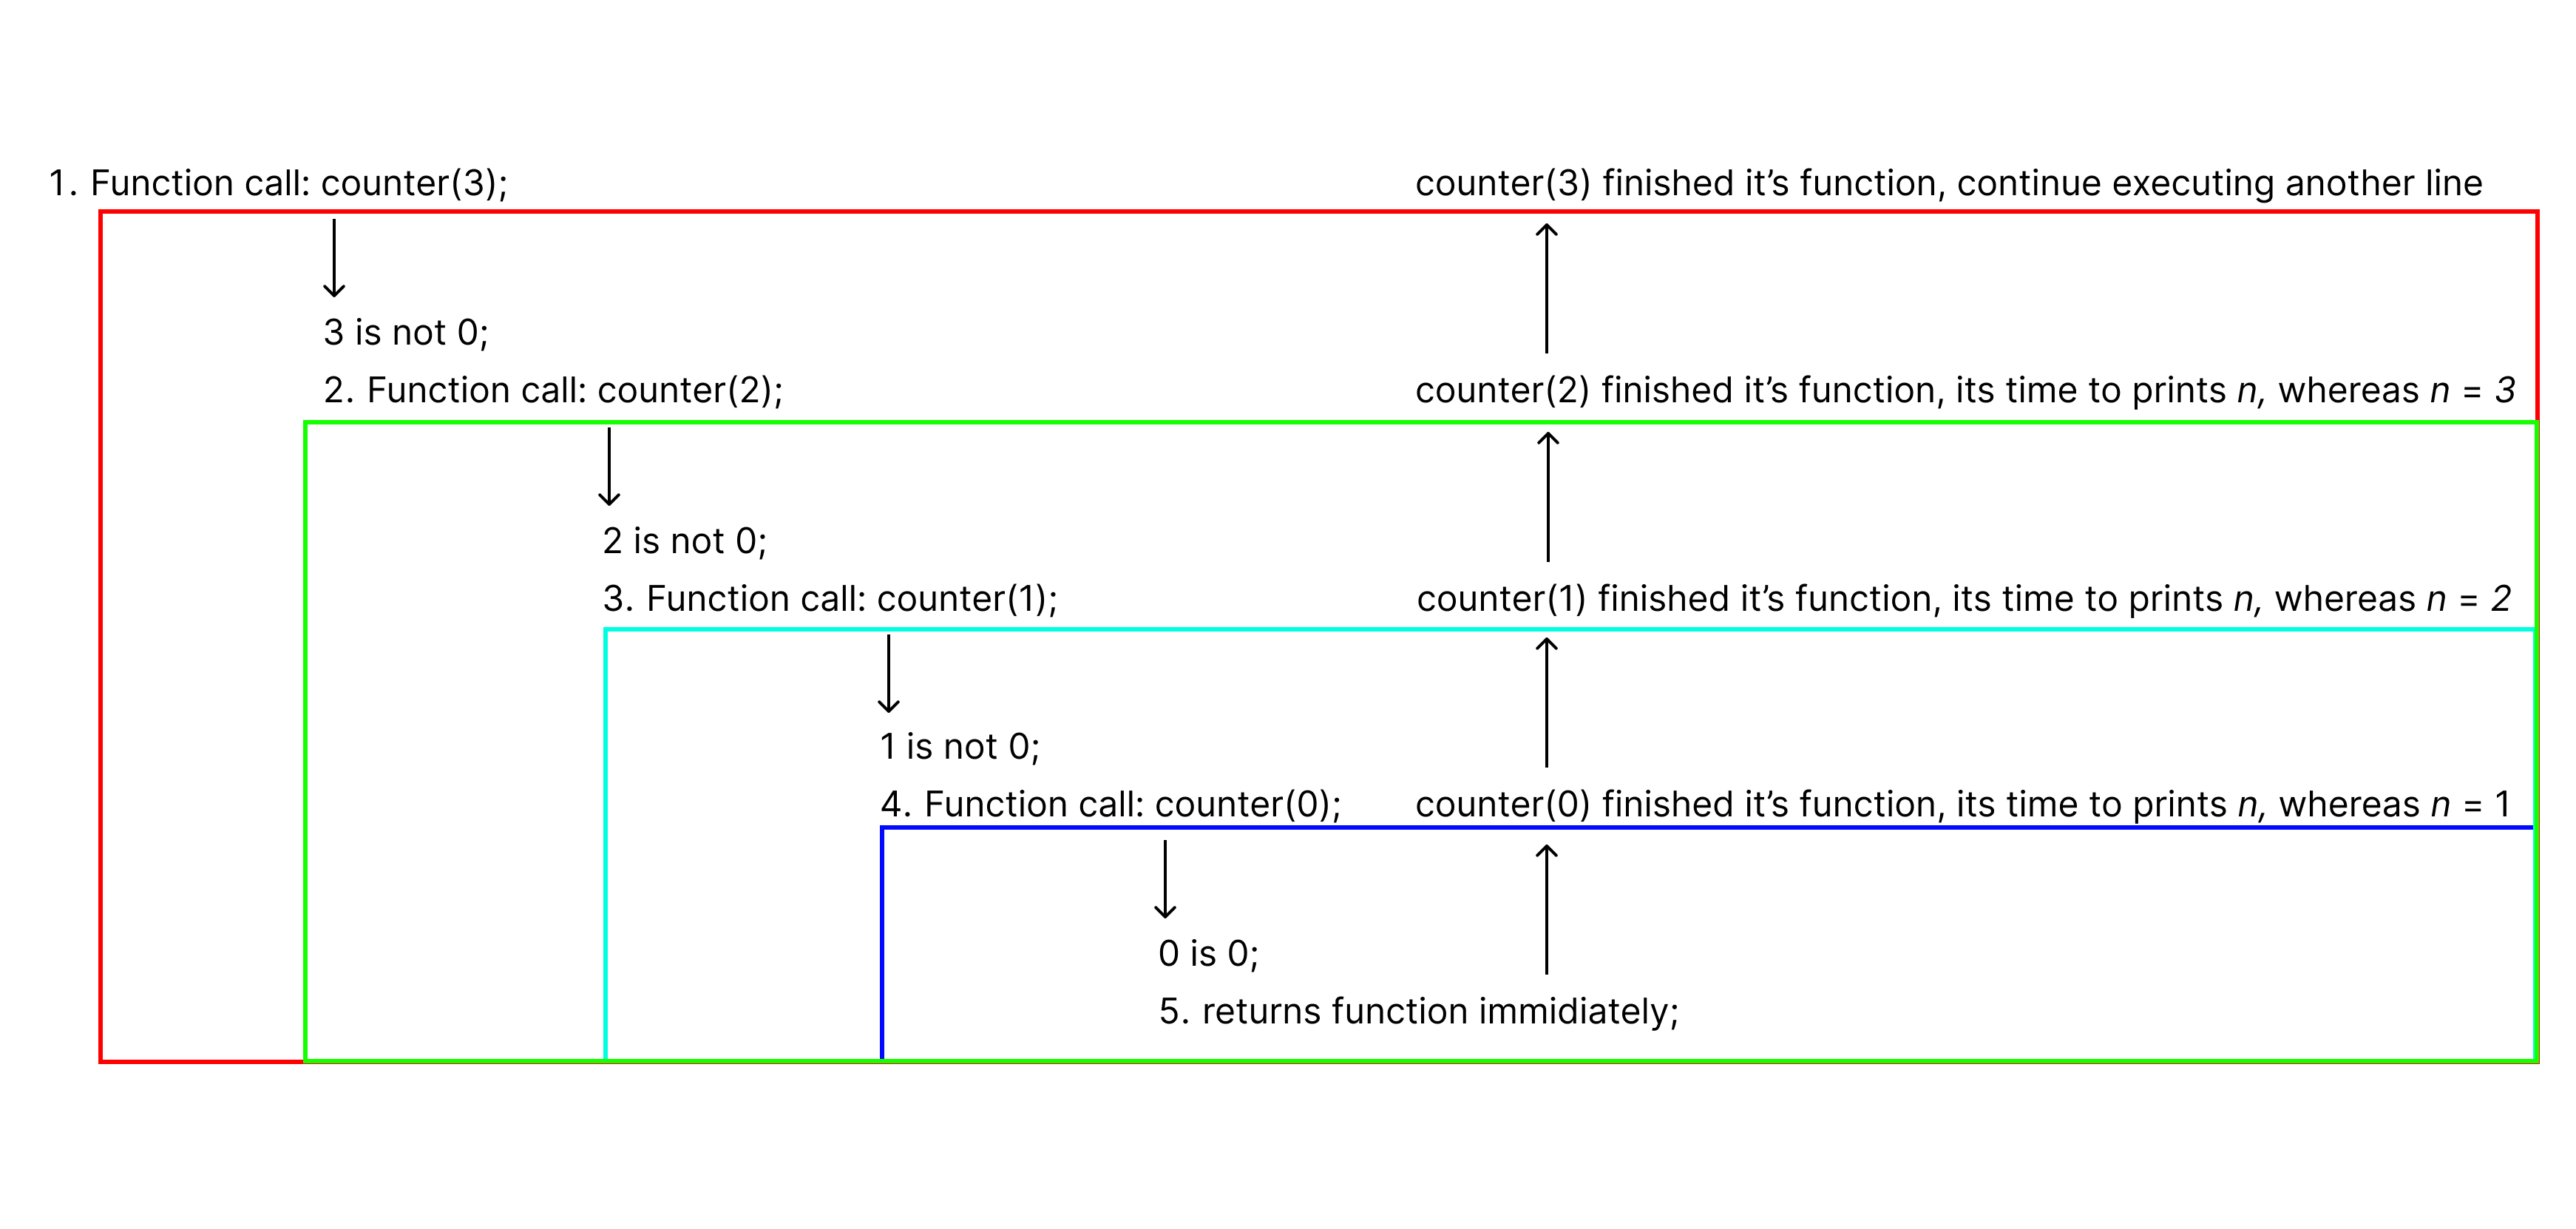 1. Function call: counter(3);
counter(3) finished it’s function, continue executing another line
3 is not 0;
2. Function call: counter(2);
counter(2) finished it’s function, its time to prints n, whereas n = 3
2 is not 0;
3. Function call: counter(1);
counter(1) finished it’s function, its time to prints n, whereas n = 2
1 is not 0;
4. Function call: counter(0);
counter(0) finished it’s function, its time to prints n, whereas n = 1
0 is 0;
5. returns function immidiately;